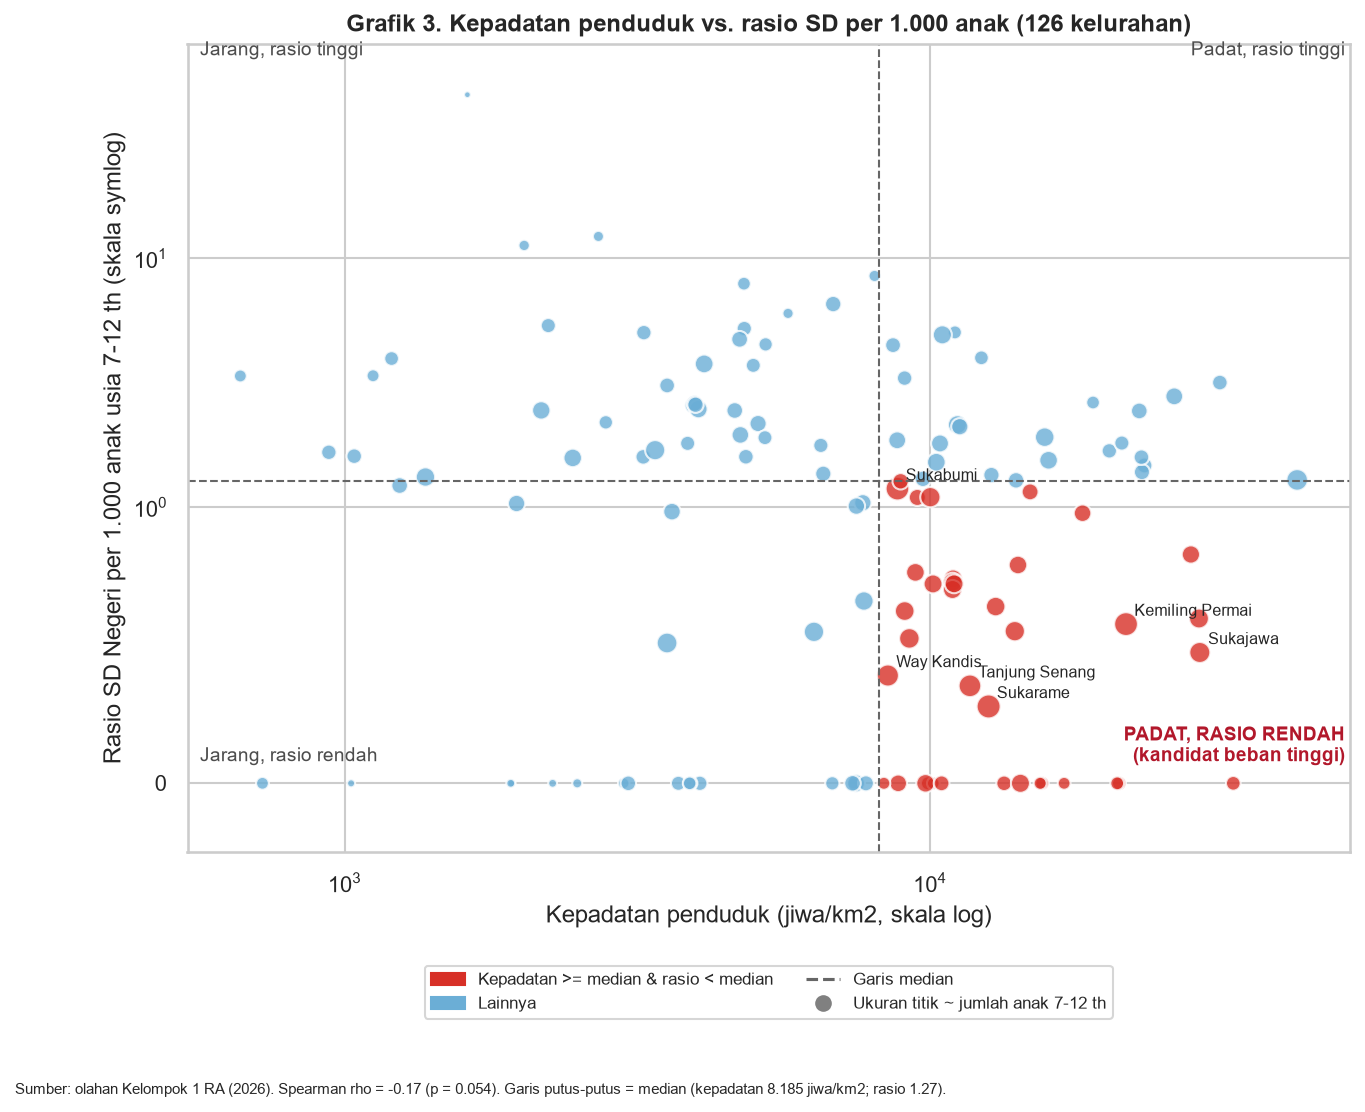 Grafik 3. Kepadatan penduduk vs. rasio SD per 1.000 anak (126 kelurahan)
Jarang, rasio tinggi
Padat, rasio tinggi
Rasio SD Negeri per 1.000 anak usia 7-12 th (skala symlog)
10¹
10⁰
0
Sukabumi
Kemiling Permai
Sukajawa
Way Kandis
Tanjung Senang
Sukarame
PADAT, RASIO RENDAH
(kandidat beban tinggi)
Jarang, rasio rendah
10³
10⁴
Kepadatan penduduk (jiwa/km2, skala log)
Kepadatan >= median & rasio < median
Lainnya
Garis median
Ukuran titik ~ jumlah anak 7-12 th
Sumber: olahan Kelompok 1 RA (2026). Spearman rho = -0.17 (p = 0.054). Garis putus-putus = median (kepadatan 8.185 jiwa/km2; rasio 1.27).